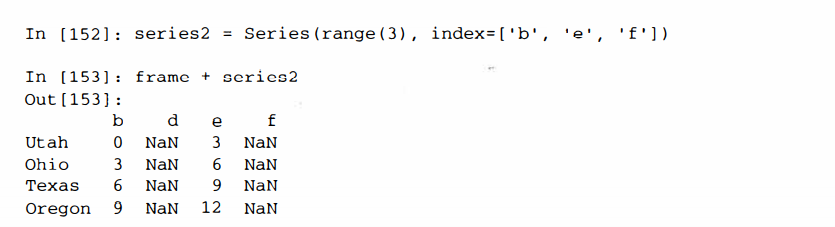 In [152]: series2 = Series(range(3), index=['b', 'e', 'f'])
In [153]: frame + series2
Out[153]:
b d e f
Utah 0 NaN 3 NaN
Ohio 3 NaN 6 NaN
Texas 6 NaN 9 NaN
Oregon 9 NaN 12 NaN